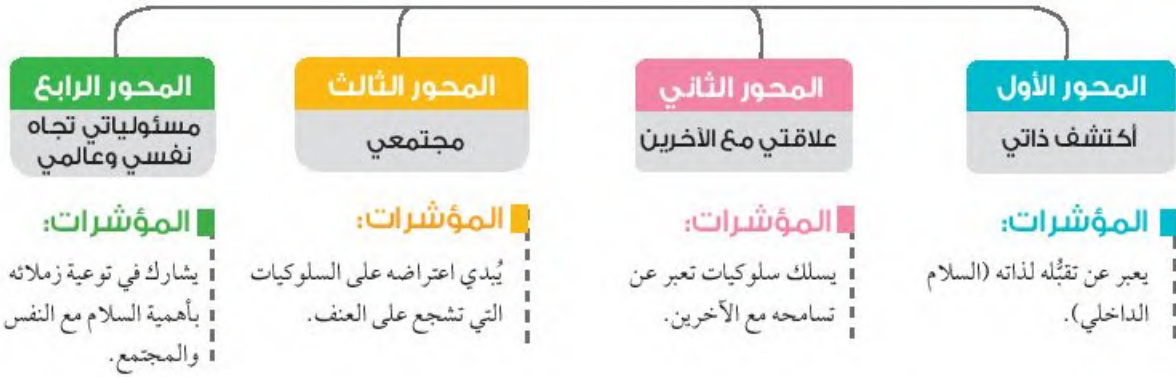 المحور الأول
أكتشف ذاتي
المؤشرات:
يعبر عن تقبُّله لذاته (السلام
الداخلي).
المحور الثاني
علاقتي مع الآخرين
المؤشرات:
يسلك سلوكيات تعبر عن
تسامحه مع الآخرين.
المحور الثالث
مجتمعي
المؤشرات:
يُبدي اعتراضه على السلوكيات
التي تشجع على العنف.
المحور الرابع
مسئولياتي تجاه
نفسي وعالمي
المؤشرات:
يشارك في توعية زملائه
بأهمية السلام مع النفس
والمجتمع.